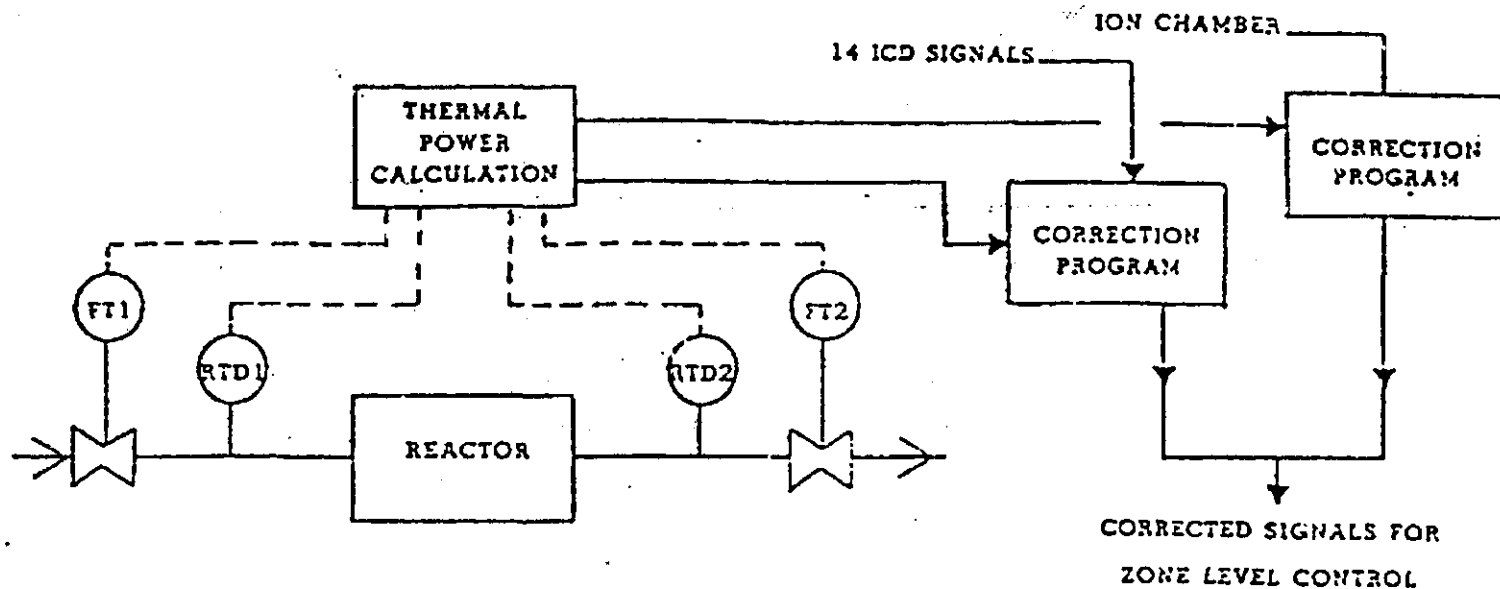 ION CHAMBER
14 ICD SIGNALS
THERMAL
POWER
CALCULATION
CORRECTION
PROGRAM
CORRECTION
PROGRAM
FT1
FT2
RTD1
RTD2
REACTOR
CORRECTED SIGNALS FOR
ZONE LEVEL CONTROL